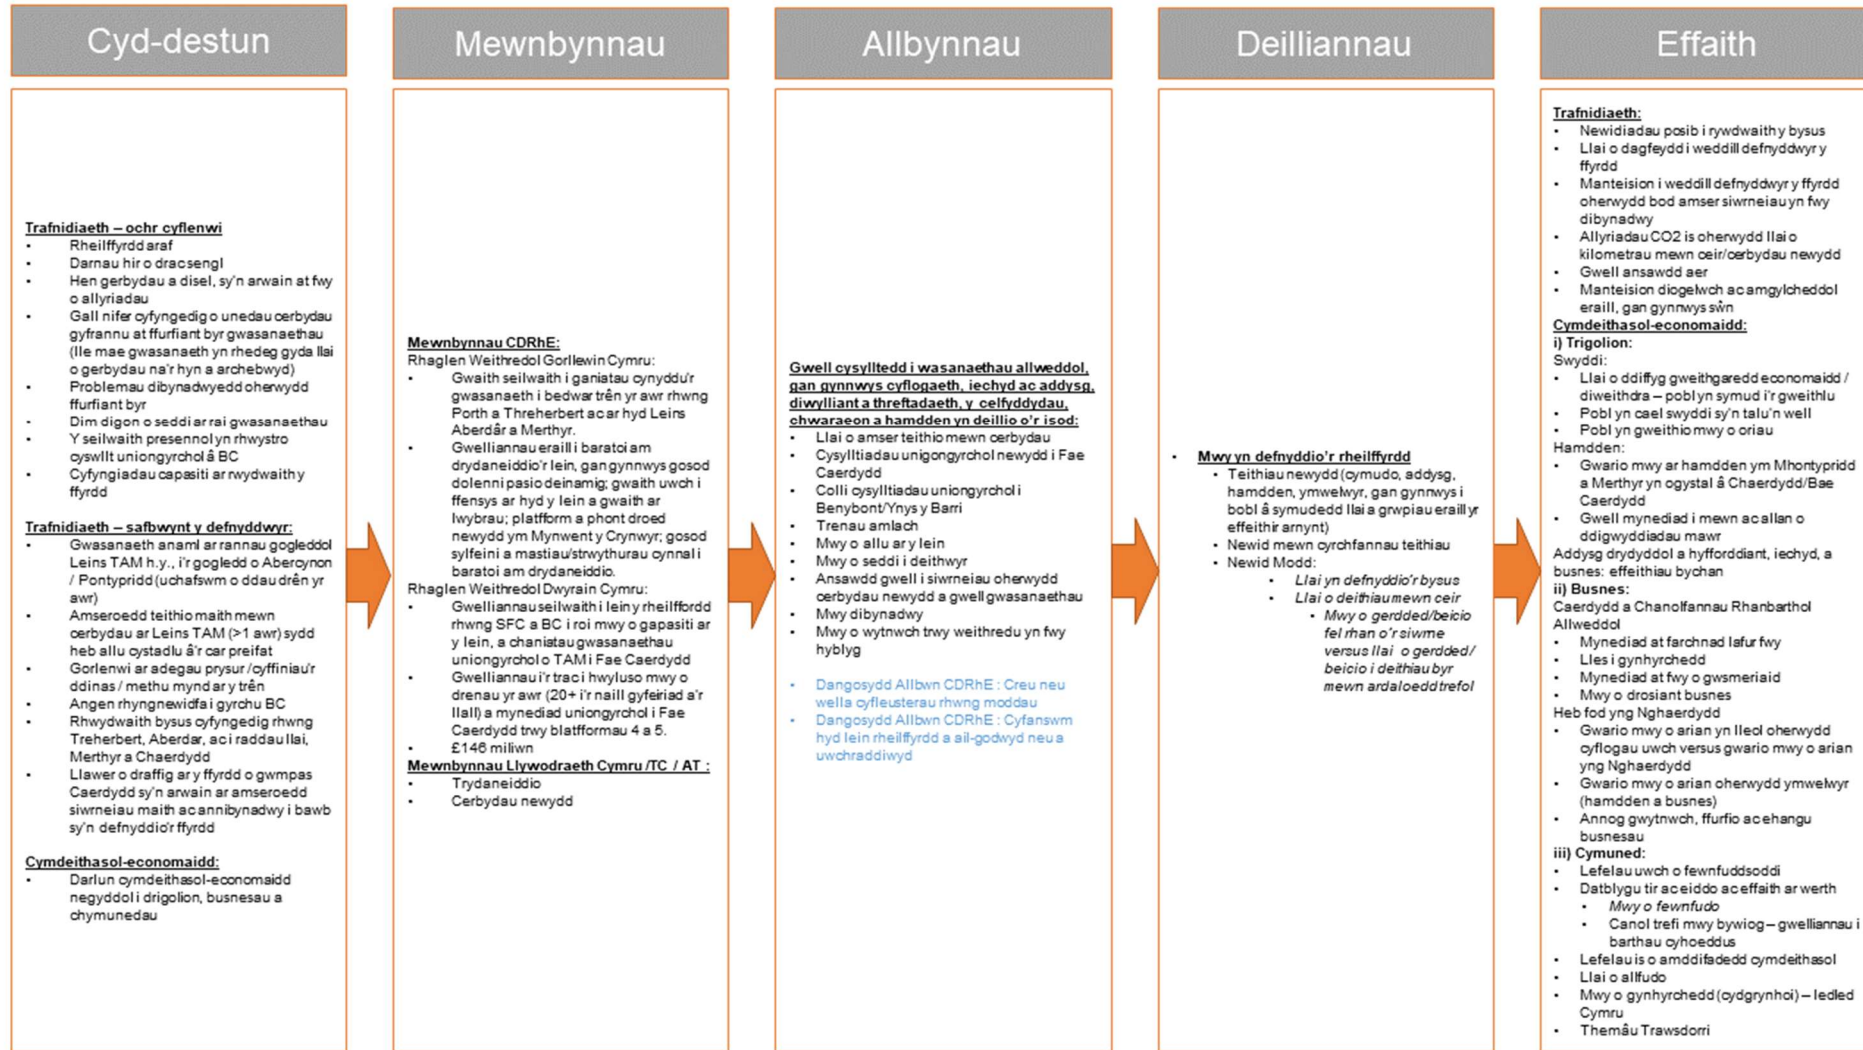 Cyd-destun
Trafnidiaeth – ochr cyflenwi
• Rheilffyrdd araf
• Darnau hir o drac sengl
• Hen gerbydau a disel, sy'n arwain at fwy
o allyriadau
• Gall nifer cyfyngedig o unedau cerbydau
gyfrannu at ffurfiant byr gwasanaethau
(lle mae gwasanaeth yn rhedeg gyda llai
o gerbydau na'r hyn a archebwyd)
• Problemau dibynadwyedd oherwydd
ffurfiant byr
• Dim digon o seddi ar rai gwasanaethau
• Y seilwaith presennol yn rhwystro
cyswllt uniongyrchol â BC
• Cyfyngiadau capasiti ar rwydwaith y
ffyrdd
Trafnidiaeth – safbwynt y defnyddwyr:
• Gwasanaeth anaml ar rannau gogleddol
Leins TAM h.y., i'r gogledd o Abercynon
/ Pontypridd (uchafswm o ddau drên yr
awr)
• Amseroedd teithio maith mewn
cerbydau ar Leins TAM (>1 awr) sydd
heb allu cystadlu â'r car preifat
• Gorlenwi ar adegau prysur /cyffiniau'r
ddinas / methu mynd ar y trên
• Angen rhyngnewidfa i gyrchu BC
• Rhwydwaith bysus cyfyngedig rhwng
Treherbert, Aberdar, ac i raddau llai,
Merthyr a Chaerdydd
• Llawer o draffig ar y ffyrdd o gwmpas
Caerdydd sy'n arwain ar amseroedd
siwrneiau maith ac annibynadwy i bawb
sy'n defnyddio'r ffyrdd
Cymdeithasol-economaidd:
• Darlun cymdeithasol-economaidd
negyddol i drigolion, busnesau a
chymunedau
Mewnbynnau
Mewnbynnau CDRhE:
Rhaglen Weithredol Gorllewin Cymru:
• Gwaith seilwaith i ganiatau cynyddu'r
gwasanaeth i bedwar trên yr awr rhwng
Porth a Threherbert ac ar hyd Leins
Aberdâr a Merthyr.
• Gwelliannau eraill i baratoi am
drydaneiddio'r lein, gan gynnwys gosod
dolenni pasio deinamig; gwaith uwch i
ffensys ar hyd y lein a gwaith ar
lwybrau; platfform a phont droed
newydd ym Mynwent y Crynwyr; gosod
sylfeini a mastiau/strwythurau cynnal i
baratoi am drydaneiddio.
Rhaglen Weithredol Dwyrain Cymru:
• Gwelliannau seilwaith i lein y rheilffordd
rhwng SFC a BC i roi mwy o gapasiti ar
y lein, a chaniatau gwasanaethau
uniongyrchol o TAM i Fae Caerdydd
• Gwelliannau i'r trac i hwyluso mwy o
drenau yr awr (20+ i'r naill gyfeiriad a'r
llall) a mynediad uniongyrchol i Fae
Caerdydd trwy blatfformau 4 a 5.
• £146 miliwn
Mewnbynnau Llywodraeth Cymru /TC / AT :
• Trydaneiddio
• Cerbydau newydd
Allbynnau
Gwell cysylltedd i wasanaethau allweddol,
gan gynnwys cyflogaeth, iechyd ac addysg,
diwylliant a threftadaeth, y celfyddydau,
chwaraeon a hamdden yn deillio o'r isod:
• Llai o amser teithio mewn cerbydau
• Cysylltiadau unigongyrchol newydd i Fae
Caerdydd
• Colli cysylltiadau uniongyrchol i
Benybont/Ynys y Barri
• Trenau amlach
• Mwy o allu ar y lein
• Mwy o seddi i deithwyr
• Ansawdd gwell i siwrneiau oherwydd
cerbydau newydd a gwell gwasanaethau
• Mwy dibynadwy
• Mwy o wytnwch trwy weithredu yn fwy
hyblyg
• Dangosydd Allbwn CDRhE : Creu neu
wella cyfleusterau rhwng moddau
• Dangosydd Allbwn CDRhE : Cyfanswm
hyd lein rheilffyrdd a ail-godwyd neu a
uwchraddiwyd
Deilliannau
• Mwy yn defnyddio'r rheilffyrdd
• Teithiau newydd (cymudo, addysg,
hamdden, ymwelwyr, gan gynnwys i
bobl â symudedd llai a grwpiau eraill yr
effeithir arnynt)
• Newid mewn cyrchfannau teithiau
• Newid Modd:
• Llai yn defnyddio'r bysus
• Llai o deithiau mewn ceir
• Mwy o gerdded/beicio
fel rhan o'r siwrne
versus llai o gerdded/
beicio i deithiau byr
mewn ardaloedd trefol
Effaith
Trafnidiaeth:
• Newidiadau posib i rywdwaith y bysus
• Llai o dagfeydd i weddill defnyddwyr y
ffyrdd
• Manteision i weddill defnyddwyr y ffyrdd
oherwydd bod amser siwrneiau yn fwy
dibynadwy
• Allyriadau CO2 is oherwydd llai o
kilometrau mewn ceir/cerbydau newydd
• Gwell ansawdd aer
• Manteision diogelwch ac amgylcheddol
eraill, gan gynnwys sŵn
Cymdeithasol-economaidd:
i) Trigolion:
Swyddi:
• Llai o ddiffyg gweithgaredd economaidd /
diweithdra – pobl yn symud i'r gweithlu
• Pobl yn cael swyddi sy'n talu'n well
• Pobl yn gweithio mwy o oriau
Hamdden:
• Gwario mwy ar hamdden ym Mhontypridd
a Merthyr yn ogystal â Chaerdydd/Bae
Caerdydd
• Gwell mynediad i mewn ac allan o
ddigwyddiadau mawr
Addysg drydyddol a hyfforddiant, iechyd, a
busnes: effeithiau bychan
ii) Busnes:
Caerdydd a Chanolfannau Rhanbarthol
Allweddol
• Mynediad at farchnad lafur fwy
• Lles i gynhyrchedd
• Mynediad at fwy o gwsmeriaid
• Mwy o drosiant busnes
Heb fod yng Nghaerdydd
• Gwario mwy o arian yn lleol oherwydd
cyflogau uwch versus gwario mwy o arian
yng Nghaerdydd
• Gwario mwy o arian oherwydd ymwelwyr
(hamdden a busnes)
• Annog gwytnwch, ffurfio ac ehangu
busnesau
iii) Cymuned:
• Lefelau uwch o fewnfuddsoddi
• Datblygu tir ac eiddo ac effaith ar werth
• Mwy o fewnfudo
• Canol trefi mwy bywiog – gwelliannau i
barthau cyhoeddus
• Lefelau is o amddifadedd cymdeithasol
• Llai o allfudo
• Mwy o gynhyrchedd (cydgrynhoi) – ledled
Cymru
• Themâu Trawsdorri